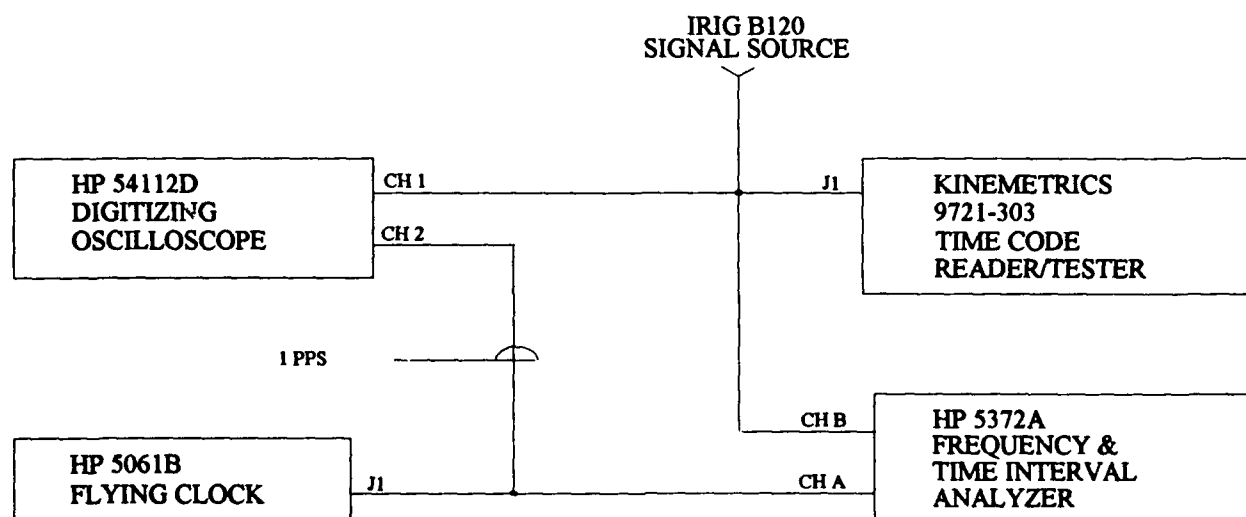 IRIG B120
SIGNAL SOURCE
HP 54112D
DIGITIZING
OSCILLOSCOPE
CH 1
CH 2
J1
KINEMETRICS
9721-303
TIME CODE
READER/TESTER
1 PPS
HP 5061B
FLYING CLOCK
J1
CH B
CH A
HP 5372A
FREQUENCY &
TIME INTERVAL
ANALYZER